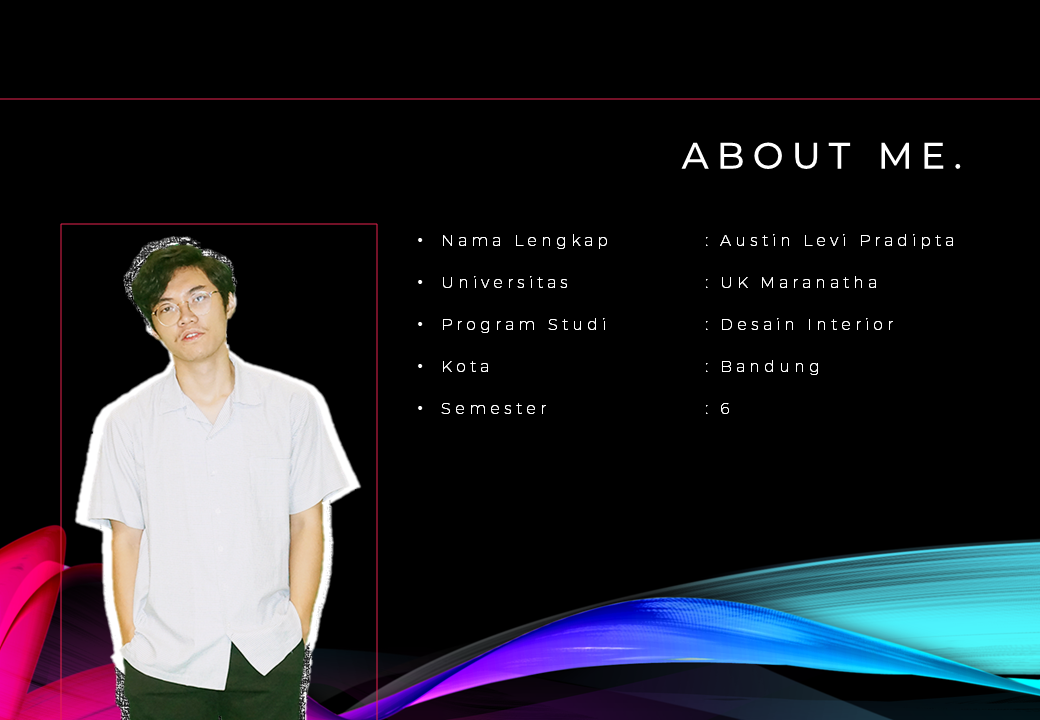 ABOUT ME.
• Nama Lengkap : Austin Levi Pradipta
• Universitas : UK Maranatha
• Program Studi : Desain Interior
• Kota : Bandung
• Semester : 6